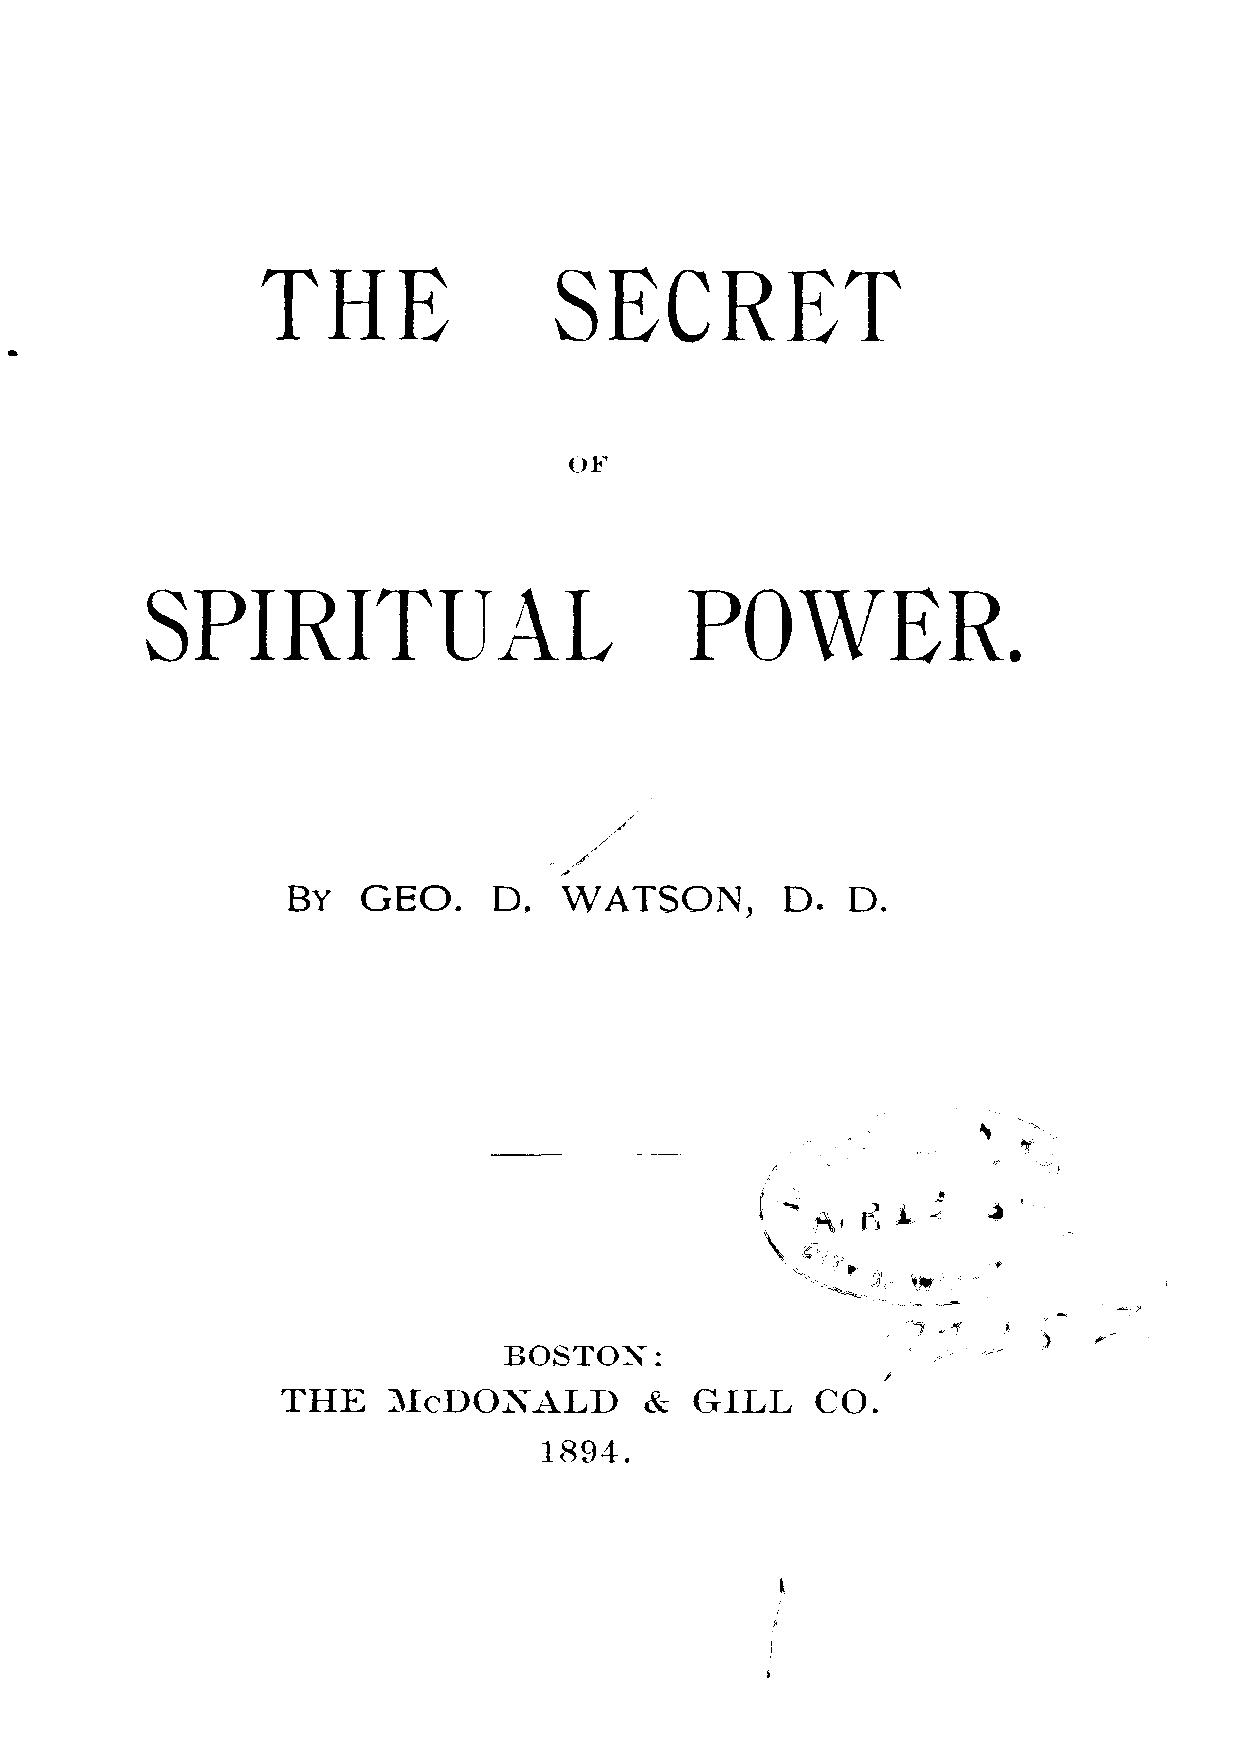 THE SECRET
OF
SPIRITUAL POWER.
BY GEO. D. WATSON, D. D.
BOSTON:
THE McDONALD & GILL CO.
1894.